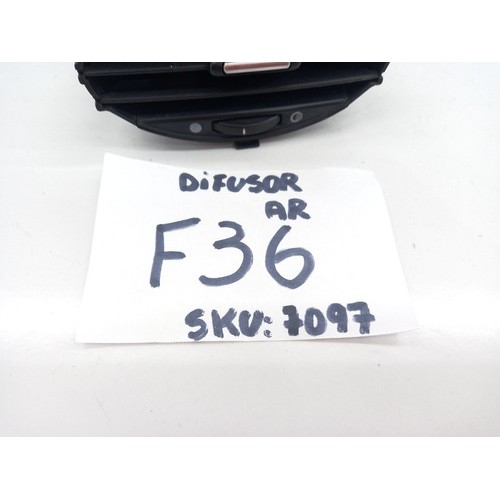 DiFUSOR
AR
F36
SKU: 7097